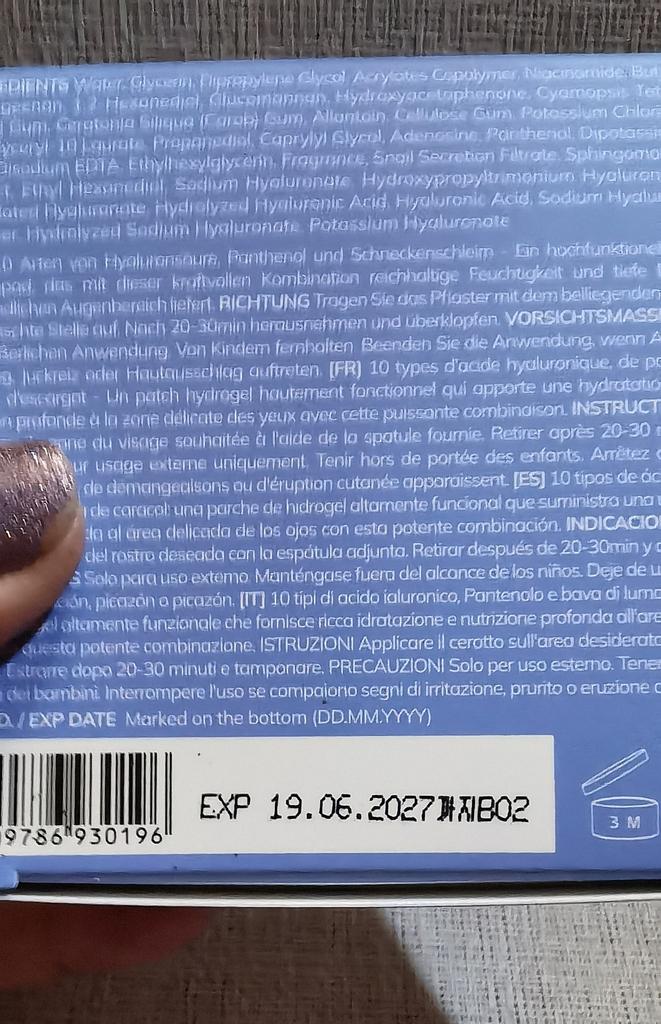 Water, Glycerin, Dipropylene Glycol, Acrylates Copolymer, Niacinamide,
1,2 Hexanediol, Glucomannan, Hydroxyacetophenone, Cyamopsis
Gum, Ceratonia Siliqua (Carob) Gum, Allantoin, Cellulose Gum, Potassium
10 Laurate, Propanediol, Caprylyl Glycol, Adenosine, Panthenol,
EDTA, Ethylhexylglycerin, Fragrance, Snail Secretion Filtrate,
Ethyl Hexanediol, Sodium Hyaluronate, Hydroxypropyltrimonium
Hyaluronate, Hydrolyzed Hyaluronic Acid, Hyaluronic Acid, Sodium
Hydrolyzed Sodium Hyaluronate, Potassium Hyaluronate
Arten von Hyaluronsäure, Panthenol und Schneckenschleim - Ein
das mit dieser kraftvollen Kombination reichhaltige Feuchtigkeit und tiefe
Augenbereich liefert. RICHTUNG Tragen Sie das Pflaster mit dem beiliegenden
Stelle auf. Nach 20-30min herausnehmen und überklopfen.
Anwendung. Von Kindern fernhalten. Beenden Sie die Anwendung, wenn
Juckreiz oder Hautausschlag auftreten. [FR] 10 types d'acide hyaluronique, de
d'escargot - Un patch hydrogel hautement fonctionnel qui apporte une
profonde à la zone délicate des yeux avec cette puissante combinaison.
du visage souhaitée à l'aide de la spatule fournie. Retirer après 20-30
usage externe uniquement. Tenir hors de portée des enfants. Arrêtez
de démangeaisons ou d'éruption cutanée apparaissent. [ES] 10 tipos de
de caracol una parche de hidrogel altamente funcional que suministra una
al área delicada de los ojos con esta potente combinación.
del rostro deseada con la espátula adjunta. Retirar después de 20-30min y
Solo para uso externo. Manténgase fuera del alcance de los niños. Deje de
picazón o picazón. [IT] 10 tipi di acido ialuronico, Pantenolo e bava di
altamente funzionale che fornisce ricca idratazione e nutrizione profonda
questa potente combinazione. ISTRUZIONI Applicare il cerotto sull'area
Estrarre dopo 20-30 minuti e tamponare. PRECAUZIONI Solo per uso esterno.
dei bambini. Interrompere l'uso se compaiono segni di irritazione, prurito o eruzione
/ EXP DATE Marked on the bottom (DD.MM.YYYY)
EXP 19.06.2027까지B02
9786 930196
3 M